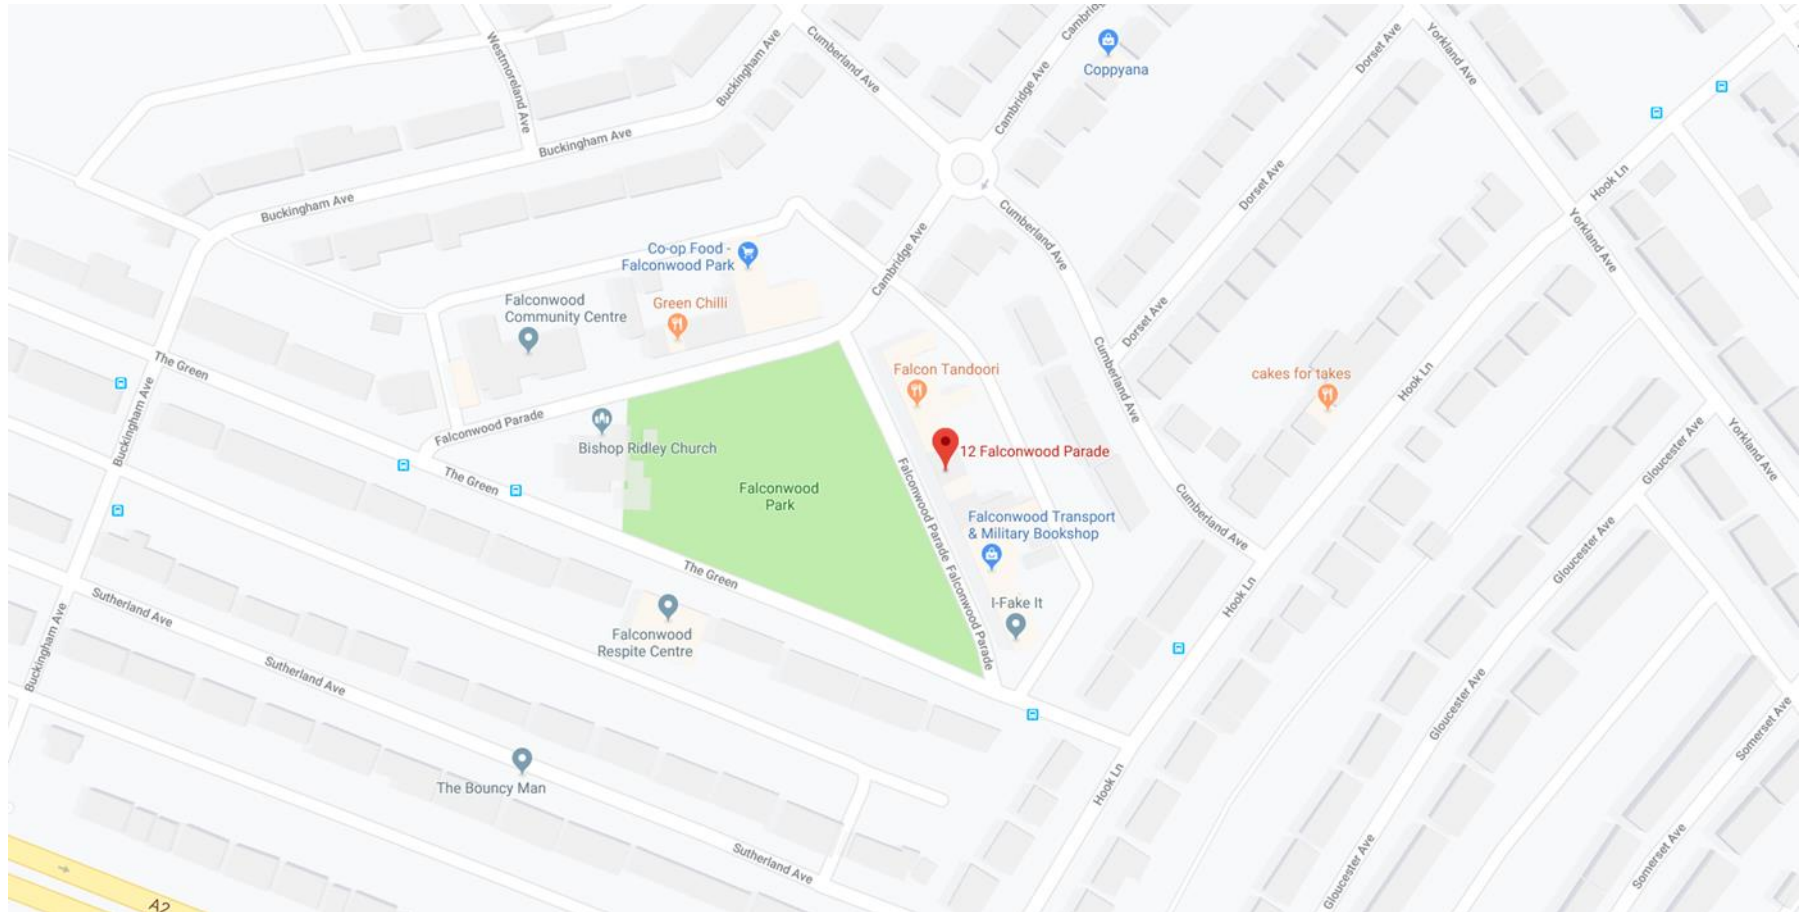 Westmoreland Ave
Buckingham Ave
Cumberland Ave
Cambridge Ave
Coppyana
Dorset Ave
Yorkland Ave
Cambridge Ave
Buckingham Ave
Buckingham Ave
Dorset Ave
Hook Ln
Cumberland Ave
Yorkland Ave
Co-op Food -
Falconwood Park
Cambridge Ave
Falconwood
Community Centre
Green Chilli
Dorset Ave
The Green
Falcon Tandoori
Cumberland Ave
cakes for takes
Hook Ln
Buckingham Ave
Falconwood Parade
Bishop Ridley Church
12 Falconwood Parade
Gloucester Ave
Yorkland Ave
The Green
Falconwood
Park
Falconwood Parade
Cumberland Ave
Falconwood Transport
& Military Bookshop
Gloucester Ave
The Green
Falconwood Parade
Hook Ln
Sutherland Ave
I-Fake It
Falconwood
Respite Centre
Buckingham Ave
Sutherland Ave
Gloucester Ave
Somerset Ave
The Bouncy Man
Hook Ln
Sutherland Ave
Gloucester Ave
Somerset Ave
A2